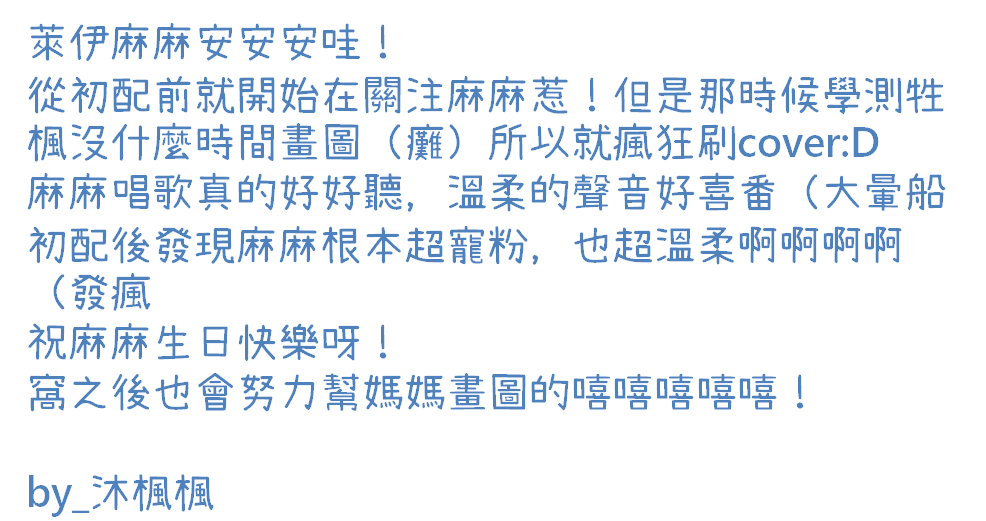 萊伊麻麻安安安哇！
從初配前就開始在關注麻麻惹！但是那時候學測牲
楓沒什麼時間畫圖（癱）所以就瘋狂刷cover:D
麻麻唱歌真的好好聽，溫柔的聲音好喜番（大暈船
初配後發現麻麻根本超寵粉，也超溫柔啊啊啊啊
（發瘋
祝麻麻生日快樂呀！
窩之後也會努力幫媽媽畫圖的嘻嘻嘻嘻嘻！
by_沐楓楓